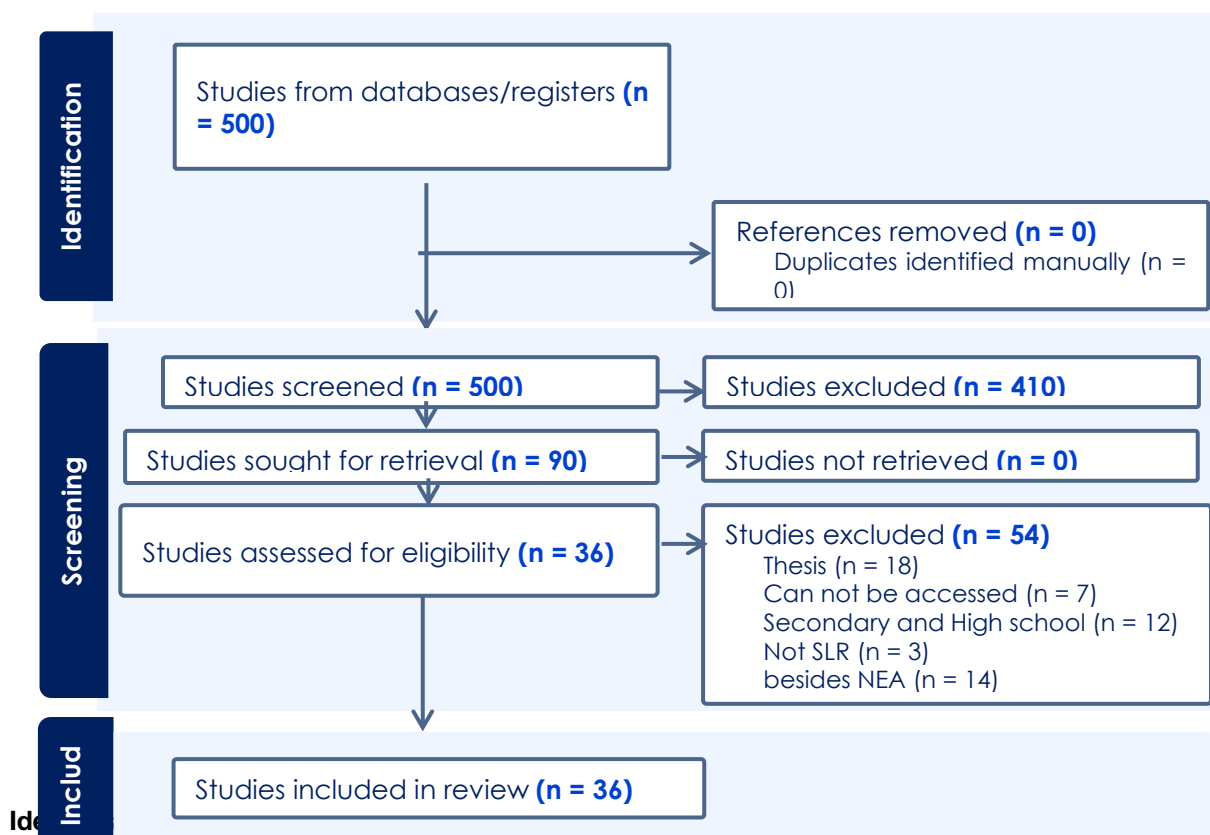 Identification
Studies from databases/registers (n
= 500)
References removed (n = 0)
Duplicates identified manually (n =
0)
Screening
Studies screened (n = 500)
Studies excluded (n = 410)
Studies sought for retrieval (n = 90)
Studies not retrieved (n = 0)
Studies assessed for eligibility (n = 36)
Studies excluded (n = 54)
Thesis (n = 18)
Can not be accessed (n = 7)
Secondary and High school (n = 12)
Not SLR (n = 3)
besides NEA (n = 14)
Includ
Studies included in review (n = 36)